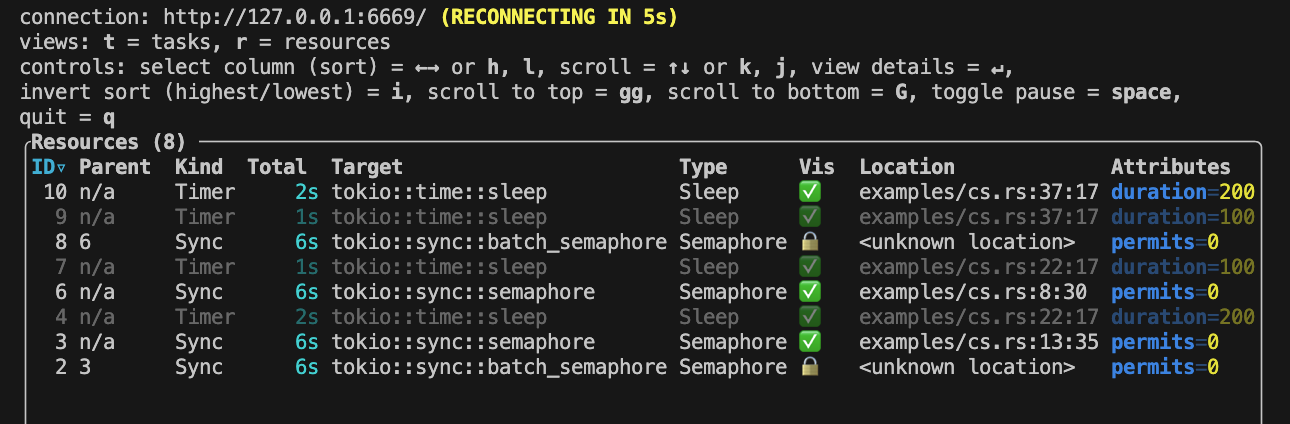 connection: http://127.0.0.1:6669/ (RECONNECTING IN 5s)
views: t = tasks, r = resources
controls: select column (sort) = ←→ or h, l, scroll = ↑↓ or k, j, view details = ↵,
invert sort (highest/lowest) = i, scroll to top = gg, scroll to bottom = G, toggle pause = space,
quit = q
Resources (8)
ID▿ Parent Kind Total Target Type Vis Location Attributes
10 n/a Timer 2s tokio::time::sleep Sleep ✅ examples/cs.rs:37:17 duration=200
9 n/a Timer 1s tokio::time::sleep Sleep ✅ examples/cs.rs:37:17 duration=100
8 6 Sync 6s tokio::sync::batch_semaphore Semaphore 🔒 <unknown location> permits=0
7 n/a Timer 1s tokio::time::sleep Sleep ✅ examples/cs.rs:22:17 duration=100
6 n/a Sync 6s tokio::sync::semaphore Semaphore ✅ examples/cs.rs:8:30 permits=0
4 n/a Timer 2s tokio::time::sleep Sleep ✅ examples/cs.rs:22:17 duration=200
3 n/a Sync 6s tokio::sync::semaphore Semaphore ✅ examples/cs.rs:13:35 permits=0
2 3 Sync 6s tokio::sync::batch_semaphore Semaphore 🔒 <unknown location> permits=0